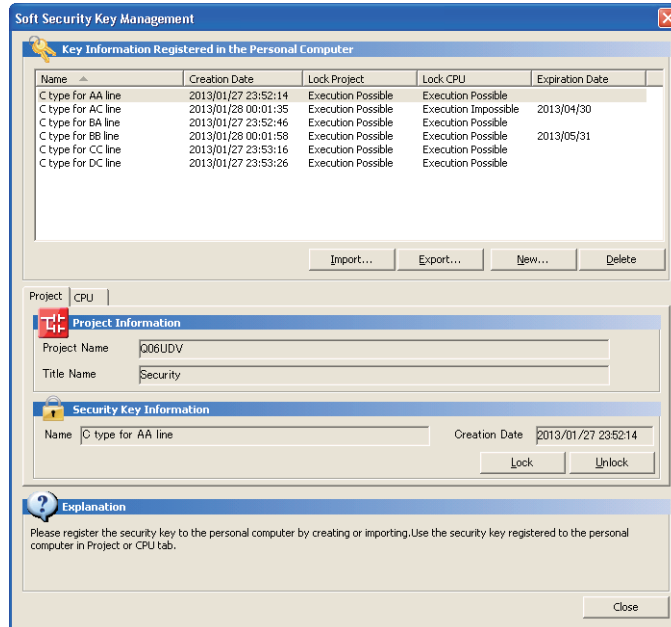 Soft Security Key Management
Key Information Registered in the Personal Computer
Name Creation Date Lock Project Lock CPU Expiration Date
C type for AA line 2013/01/27 23:52:14 Execution Possible Execution Possible
C type for AC line 2013/01/28 00:01:35 Execution Possible Execution Impossible 2013/04/30
C type for BA line 2013/01/27 23:52:46 Execution Possible Execution Possible
C type for BB line 2013/01/28 00:01:58 Execution Possible Execution Possible 2013/05/31
C type for CC line 2013/01/27 23:53:16 Execution Possible Execution Possible
C type for DC line 2013/01/27 23:53:26 Execution Possible Execution Possible
Import... Export... New... Delete
Project CPU
Project Information
Project Name Q06UDV
Title Name Security
Security Key Information
Name C type for AA line Creation Date 2013/01/27 23:52:14
Lock Unlock
Explanation
Please register the security key to the personal computer by creating or importing.Use the security key registered to the personal
computer in Project or CPU tab.
Close